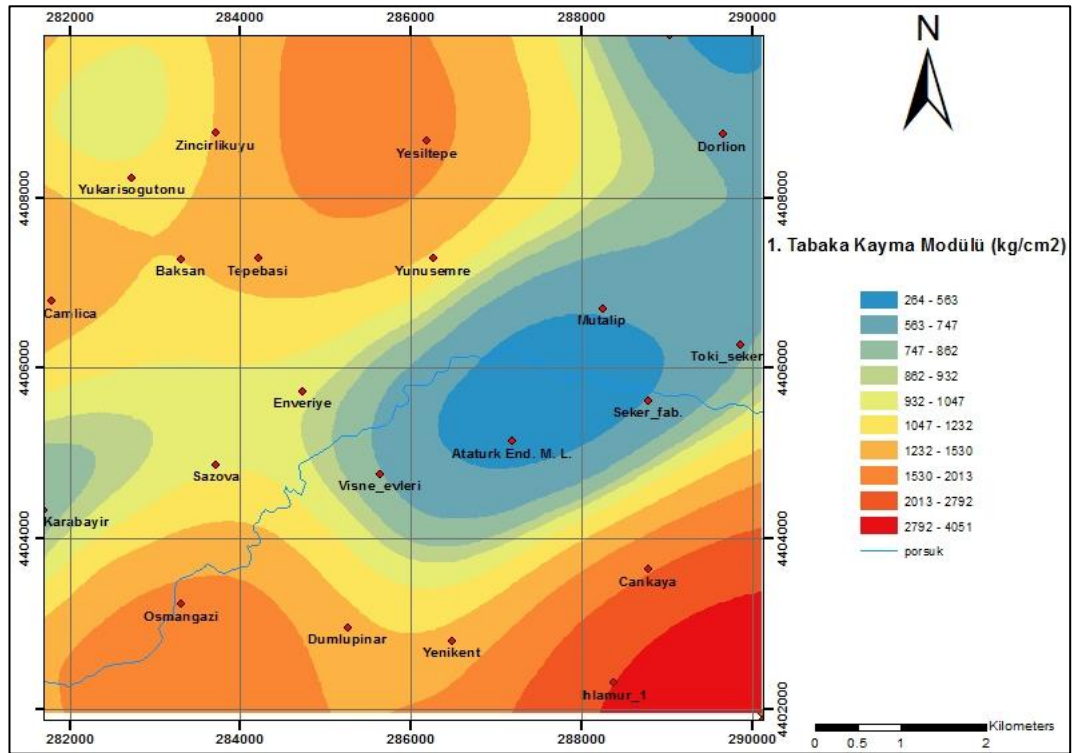 282000 284000 286000 288000 290000
N
Zincirlikuyu
Yesiltepe
Dorlion
Yukarisogutonu
4408000 4408000
1. Tabaka Kayma Modülü (kg/cm2)
Baksan Tepebasi Yunusemre
264 - 563
Camlica
Mutalip
563 - 747
747 - 862
Toki_seker
4406000 4406000
862 - 932
932 - 1047
Enveriye
Seker_fab.
1047 - 1232
1232 - 1530
Ataturk End. M. L.
Sazova
Visne_evleri
1530 - 2013
2013 - 2792
Karabayir
2792 - 4051
4404000 4404000
porsuk
Cankaya
Osmangazi
Dumlupinar
Yenikent
Ihlamur_1
4402000 4402000
Kilometers
0 0.5 1 2
282000 284000 286000 288000 290000